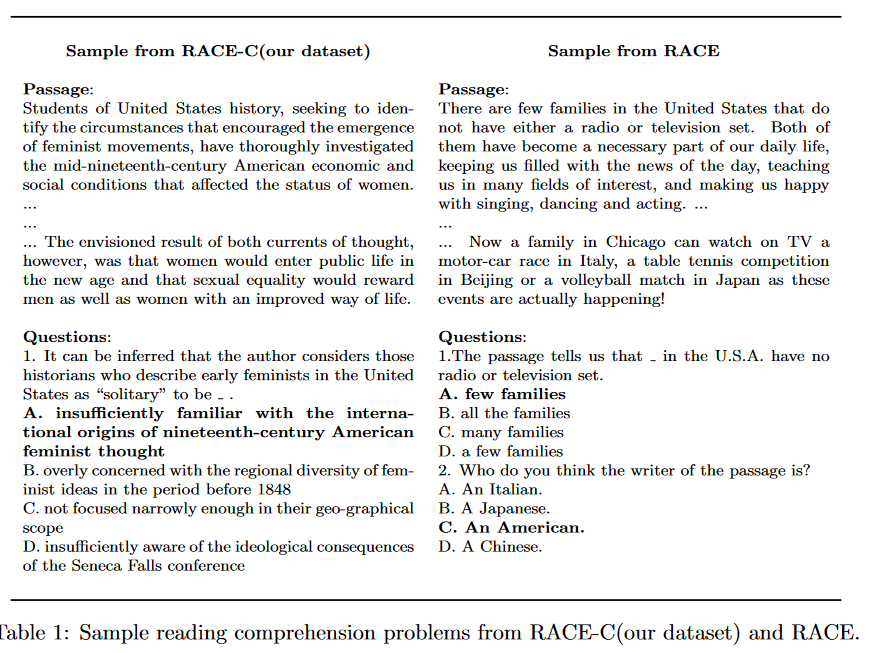 Sample from RACE-C(our dataset)
Passage:
Students of United States history, seeking to iden-
tify the circumstances that encouraged the emergence
of feminist movements, have thoroughly investigated
the mid-nineteenth-century American economic and
social conditions that affected the status of women.
...
...
... The envisioned result of both currents of thought,
however, was that women would enter public life in
the new age and that sexual equality would reward
men as well as women with an improved way of life.
Questions:
1. It can be inferred that the author considers those
historians who describe early feminists in the United
States as “solitary” to be _ .
A. insufficiently familiar with the interna-
tional origins of nineteenth-century American
feminist thought
B. overly concerned with the regional diversity of fem-
inist ideas in the period before 1848
C. not focused narrowly enough in their geo-graphical
scope
D. insufficiently aware of the ideological consequences
of the Seneca Falls conference
Sample from RACE
Passage:
There are few families in the United States that do
not have either a radio or television set. Both of
them have become a necessary part of our daily life,
keeping us filled with the news of the day, teaching
us in many fields of interest, and making us happy
with singing, dancing and acting. ...
...
... Now a family in Chicago can watch on TV a
motor-car race in Italy, a table tennis competition
in Beijing or a volleyball match in Japan as these
events are actually happening!
Questions:
1.The passage tells us that _ in the U.S.A. have no
radio or television set.
A. few families
B. all the families
C. many families
D. a few families
2. Who do you think the writer of the passage is?
A. An Italian.
B. A Japanese.
C. An American.
D. A Chinese.
Table 1: Sample reading comprehension problems from RACE-C(our dataset) and RACE.